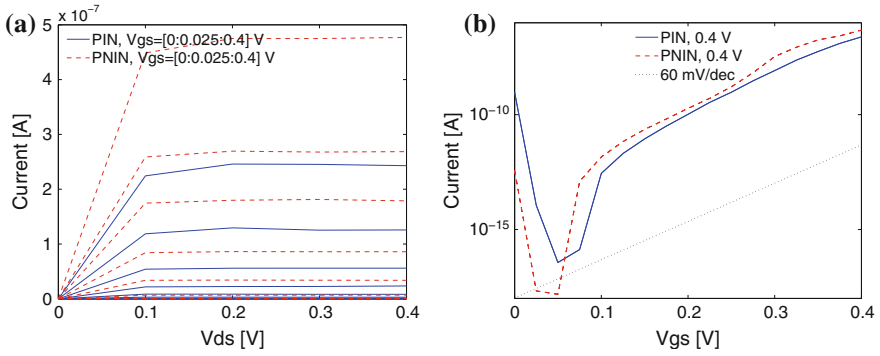 (a)
5 x 10^-7
PIN, Vgs=[0:0.025:0.4] V
PNIN, Vgs=[0:0.025:0.4] V
Current [A]
5
4
3
2
1
0
0 0.1 0.2 0.3 0.4
Vds [V]
(b)
PIN, 0.4 V
PNIN, 0.4 V
60 mV/dec
Current [A]
10^-10
10^-15
0 0.1 0.2 0.3 0.4
Vgs [V]